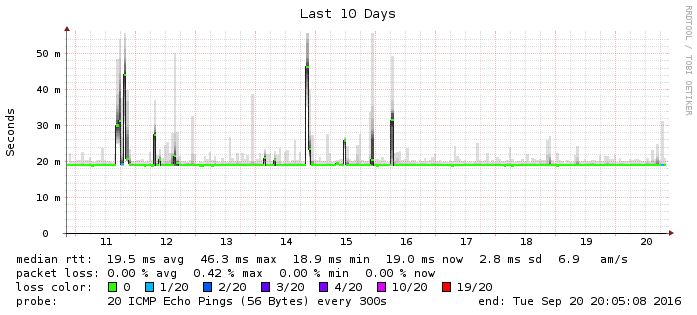 Last 10 Days
RRDTOOL / TOBI OETIKER
Seconds
50 m
40 m
30 m
20 m
10 m
0
11 12 13 14 15 16 17 18 19 20
median rtt: 19.5 ms avg 46.3 ms max 18.9 ms min 19.0 ms now 2.8 ms sd 6.9 am/s
packet loss: 0.00 % avg 0.42 % max 0.00 % min 0.00 % now
loss color: 0 1/20 2/20 3/20 4/20 10/20 19/20
probe: 20 ICMP Echo Pings (56 Bytes) every 300s end: Tue Sep 20 20:05:08 2016